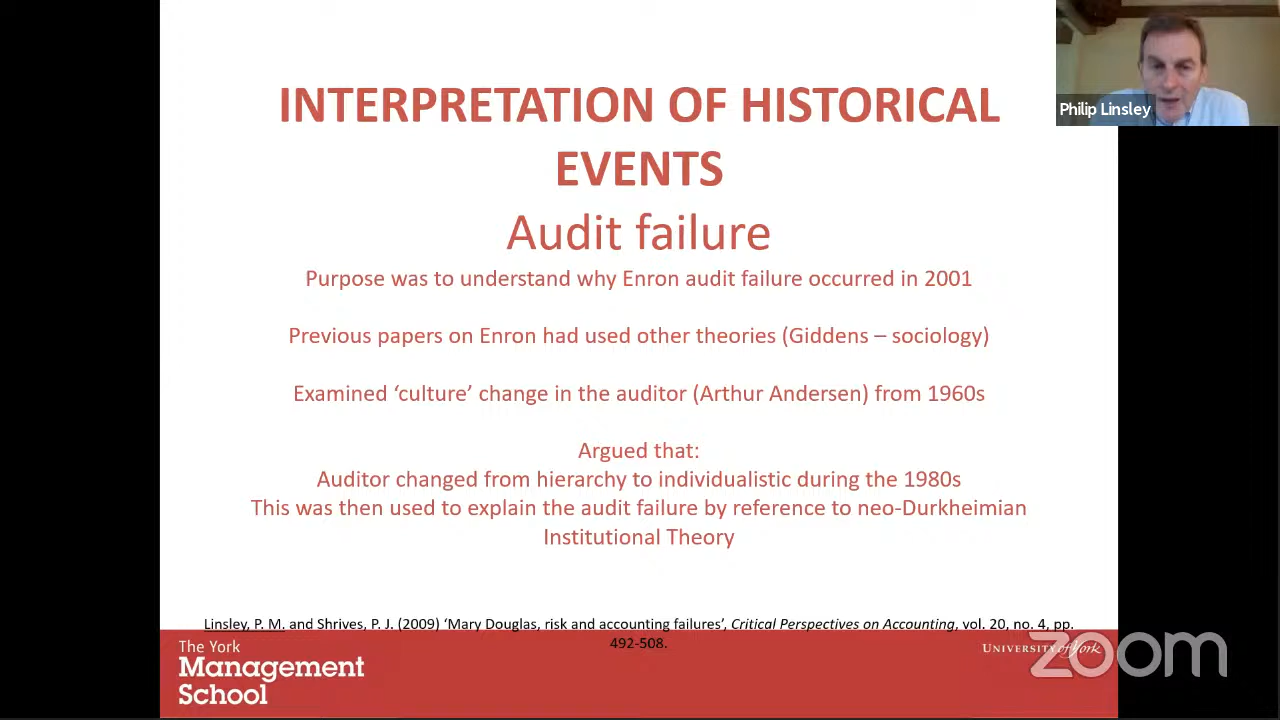 INTERPRETATION OF HISTORICAL
EVENTS
Audit failure
Purpose was to understand why Enron audit failure occurred in 2001
Previous papers on Enron had used other theories (Giddens – sociology)
Examined ‘culture’ change in the auditor (Arthur Andersen) from 1960s
Argued that:
Auditor changed from hierarchy to individualistic during the 1980s
This was then used to explain the audit failure by reference to neo-Durkheimian
Institutional Theory
Linsley, P. M. and Shrives, P. J. (2009) ‘Mary Douglas, risk and accounting failures’, Critical Perspectives on Accounting, vol. 20, no. 4, pp.
492-508.
The York
Management
School
UNIVERSITY of York
zoom
Philip Linsley